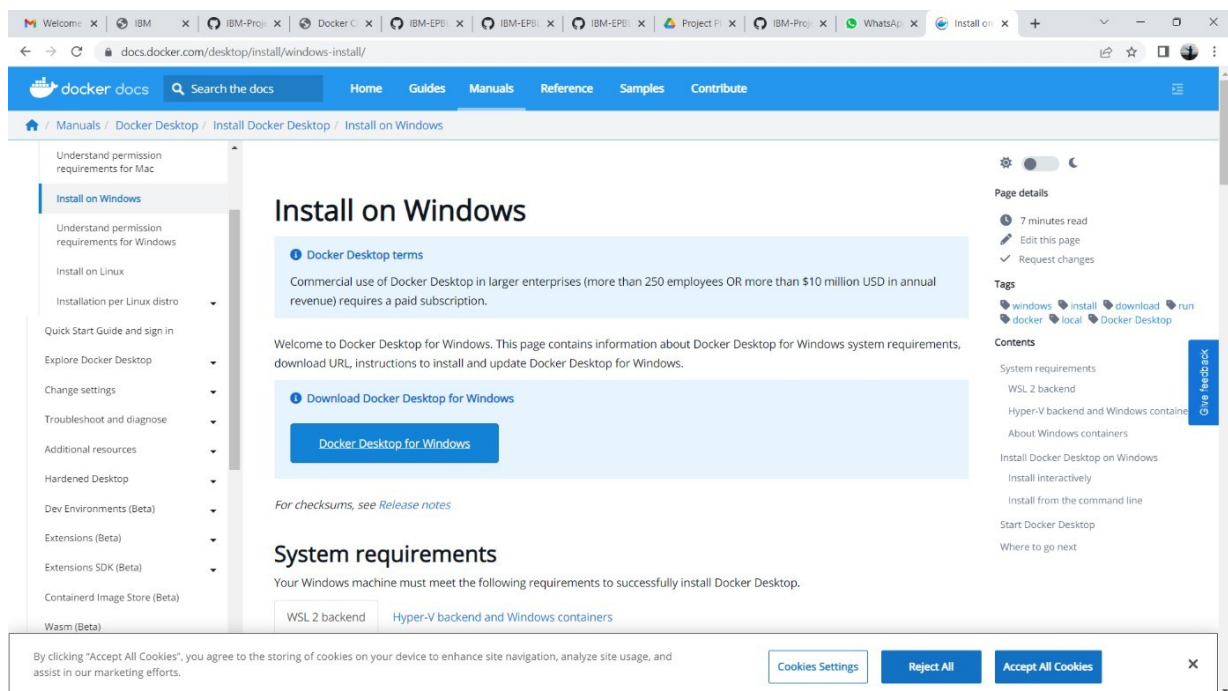 Welcome
IBM
IBM-Proje
Docker C
IBM-EPBL
IBM-EPBL
IBM-EPBL
Project Pl
IBM-Proje
WhatsAp
Install on
docs.docker.com/desktop/install/windows-install/
docker docs
Search the docs
Home
Guides
Manuals
Reference
Samples
Contribute
/ Manuals / Docker Desktop / Install Docker Desktop / Install on Windows
Understand permission
requirements for Mac
Install on Windows
Understand permission
requirements for Windows
Install on Linux
Installation per Linux distro
Quick Start Guide and sign in
Explore Docker Desktop
Change settings
Troubleshoot and diagnose
Additional resources
Hardened Desktop
Dev Environments (Beta)
Extensions (Beta)
Extensions SDK (Beta)
Containerd Image Store (Beta)
Wasm (Beta)
Install on Windows
Docker Desktop terms
Commercial use of Docker Desktop in larger enterprises (more than 250 employees OR more than $10 million USD in annual
revenue) requires a paid subscription.
Welcome to Docker Desktop for Windows. This page contains information about Docker Desktop for Windows system requirements,
download URL, instructions to install and update Docker Desktop for Windows.
Download Docker Desktop for Windows
Docker Desktop for Windows
For checksums, see Release notes
System requirements
Your Windows machine must meet the following requirements to successfully install Docker Desktop.
WSL 2 backend
Hyper-V backend and Windows containers
Page details
7 minutes read
Edit this page
Request changes
Tags
windows install download run
docker local Docker Desktop
Contents
System requirements
WSL 2 backend
Hyper-V backend and Windows containe
About Windows containers
Install Docker Desktop on Windows
Install interactively
Install from the command line
Start Docker Desktop
Where to go next
Give feedback
By clicking "Accept All Cookies", you agree to the storing of cookies on your device to enhance site navigation, analyze site usage, and
assist in our marketing efforts.
Cookies Settings
Reject All
Accept All Cookies